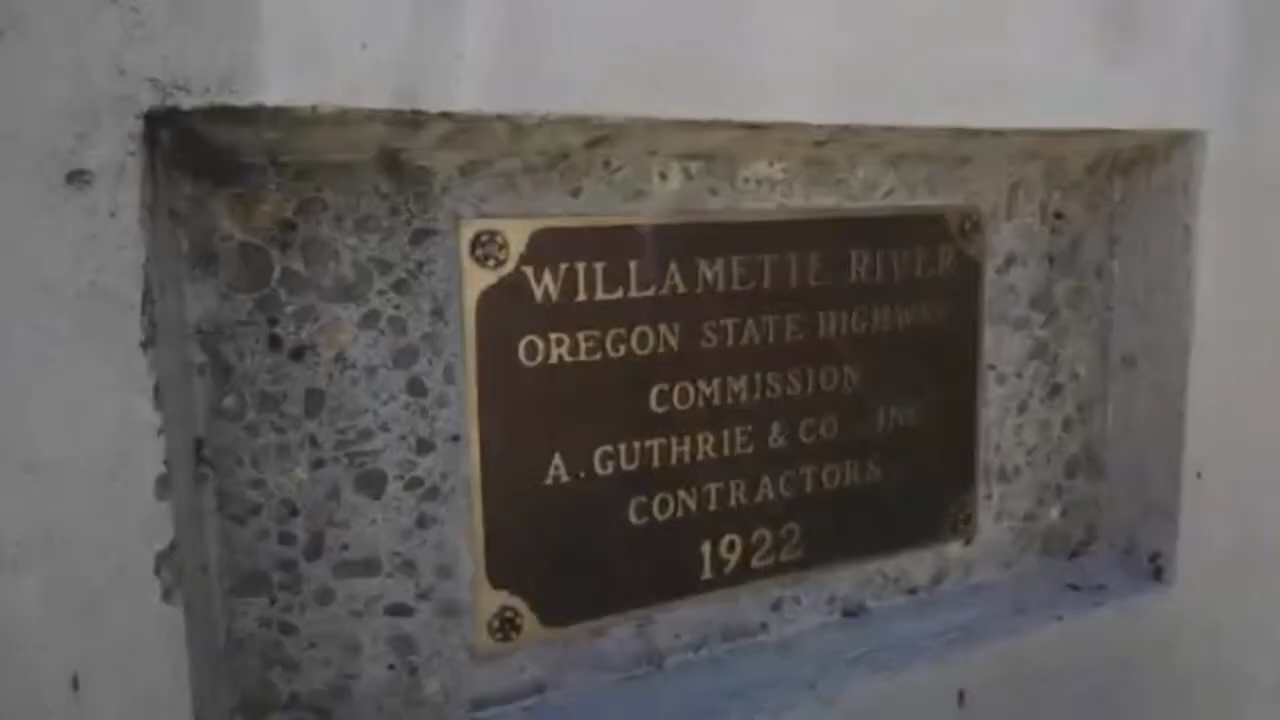 WILLAMETTE RIVER
OREGON STATE HIGHWAY
COMMISSION
A. GUTHRIE & CO. INC.
CONTRACTORS
1922